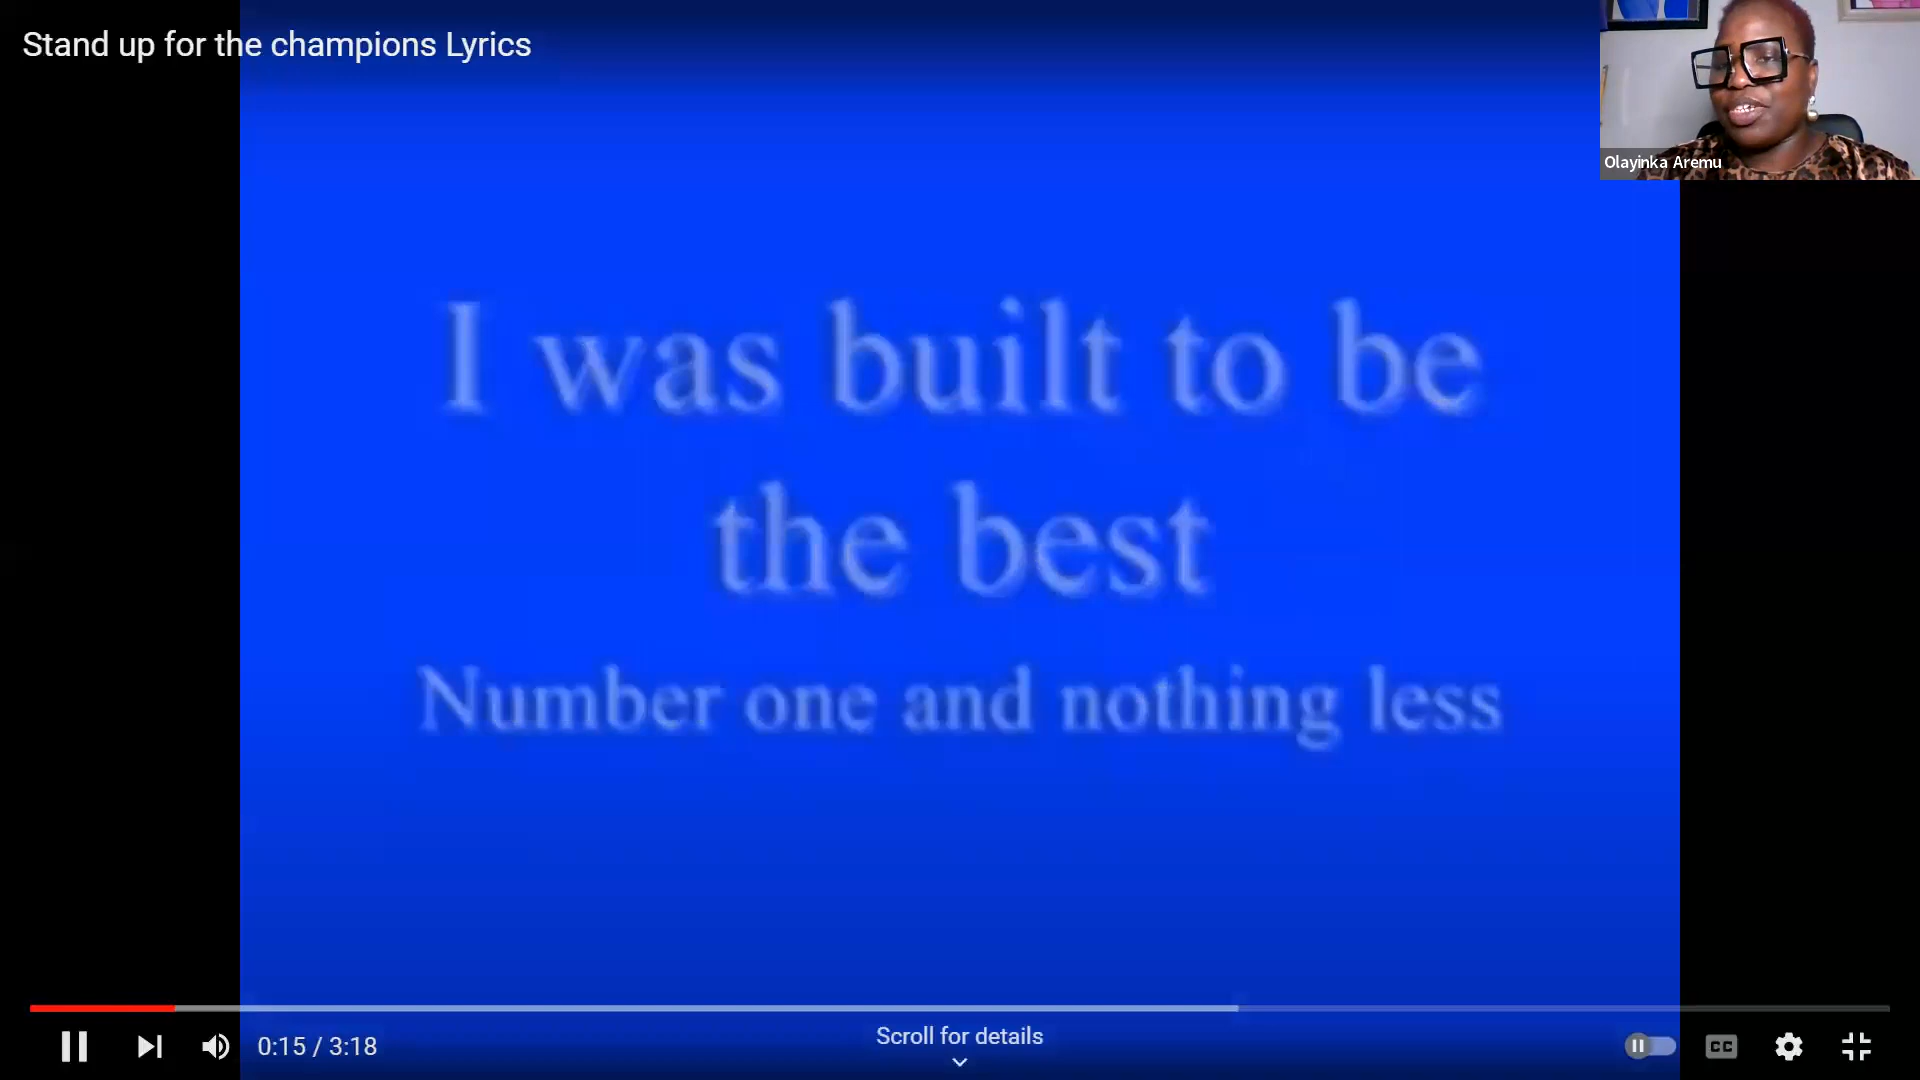 Stand up for the champions Lyrics
Olayinka Aremu
I was built to be
the best
Number one and nothing less
0:15 / 3:18
Scroll for details
CC